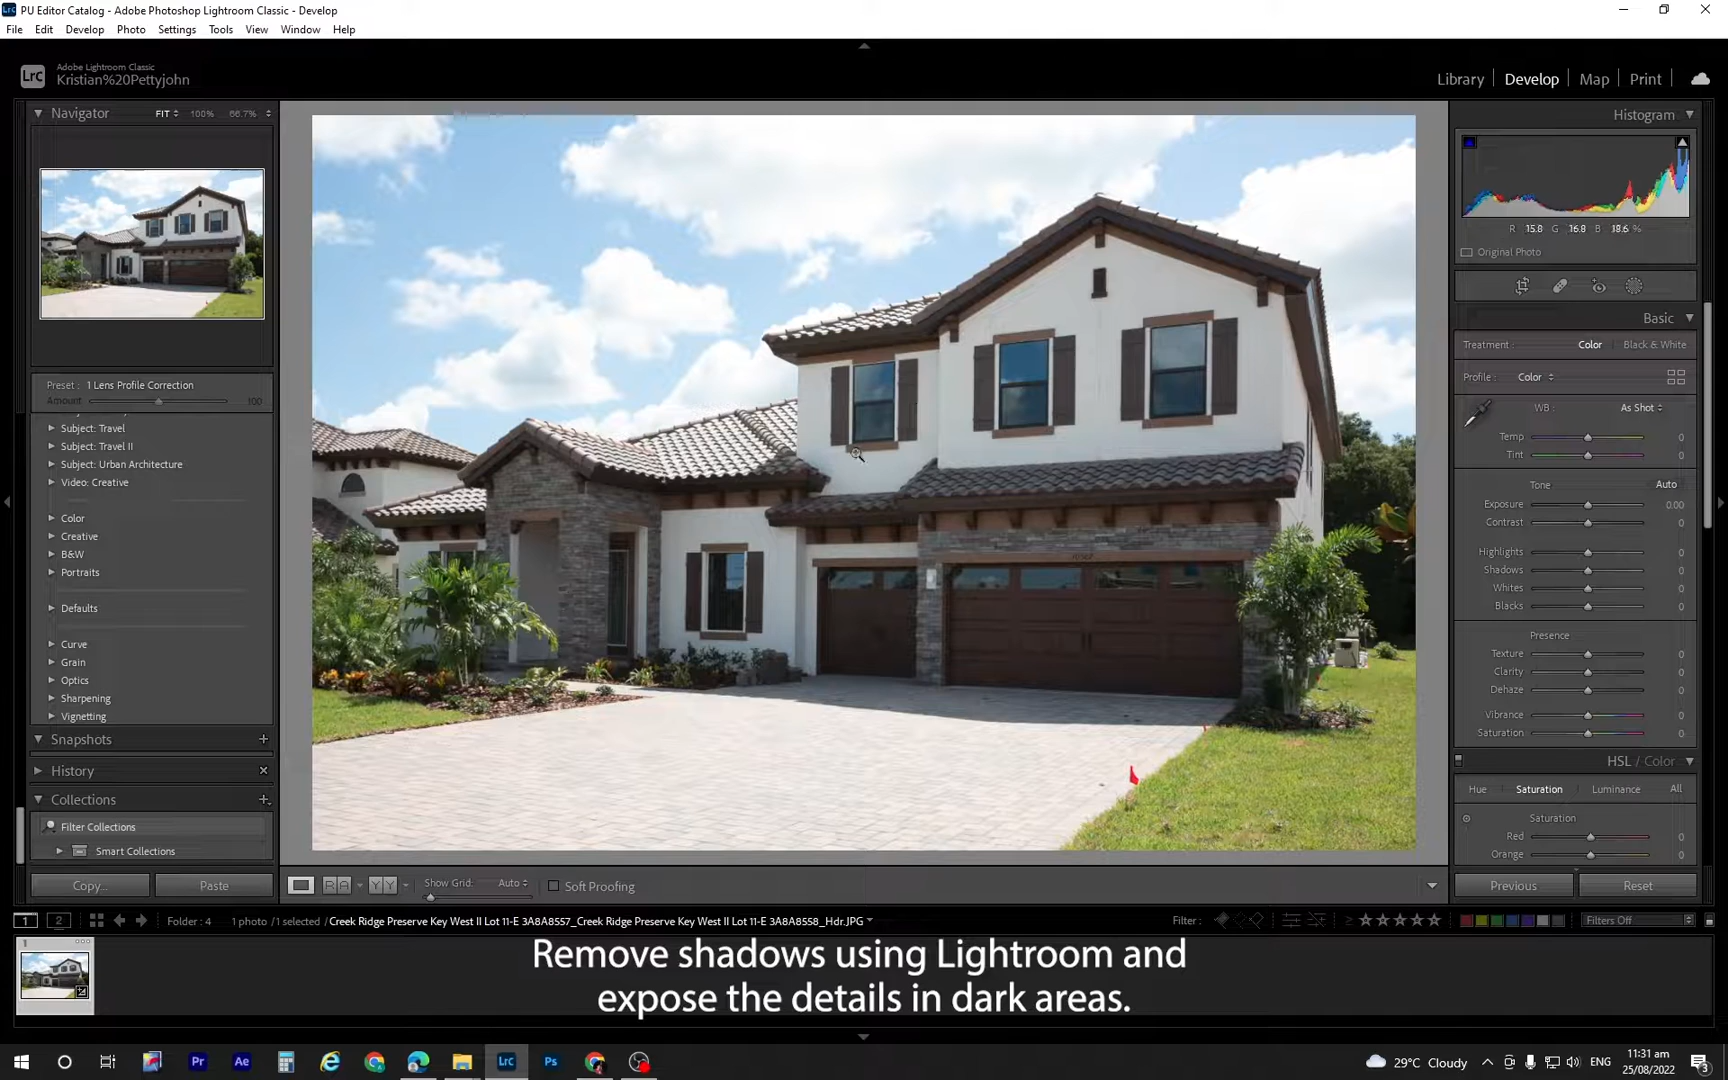 PU Editor Catalog - Adobe Photoshop Lightroom Classic - Develop
File Edit Develop Photo Settings Tools View Window Help
LrC
Adobe Lightroom Classic
Kristian%20Pettyjohn
Library | Develop | Map | Print |
Navigator FIT 100% 66.7%
Preset : 1 Lens Profile Correction
Amount 100
Subject: Travel
Subject: Travel II
Subject: Urban Architecture
Video: Creative
Color
Creative
B&W
Portraits
Defaults
Curve
Grain
Optics
Sharpening
Vignetting
Snapshots +
History
Collections +
Filter Collections
Smart Collections
Copy... Paste
Histogram
R 15.8 G 16.8 B 18.6 %
Original Photo
Basic
Treatment : Color Black & White
Profile : Color
WB : As Shot
Temp 0
Tint 0
Tone Auto
Exposure 0.00
Contrast 0
Highlights 0
Shadows 0
Whites 0
Blacks 0
Presence
Texture 0
Clarity 0
Dehaze 0
Vibrance 0
Saturation 0
HSL / Color
Hue Saturation Luminance All
Saturation
Red 0
Orange 0
Previous Reset
R A Y Y Show Grid: Auto Soft Proofing
1 2 Folder : 4 1 photo / 1 selected / Creek Ridge Preserve Key West II Lot 11-E 3A8A8557_Creek Ridge Preserve Key West II Lot 11-E 3A8A8558_Hdr.JPG
Filter : Filters Off
1
Remove shadows using Lightroom and
expose the details in dark areas.
Pr Ae LrC Ps
29°C Cloudy ENG 11:31 am
25/08/2022 3